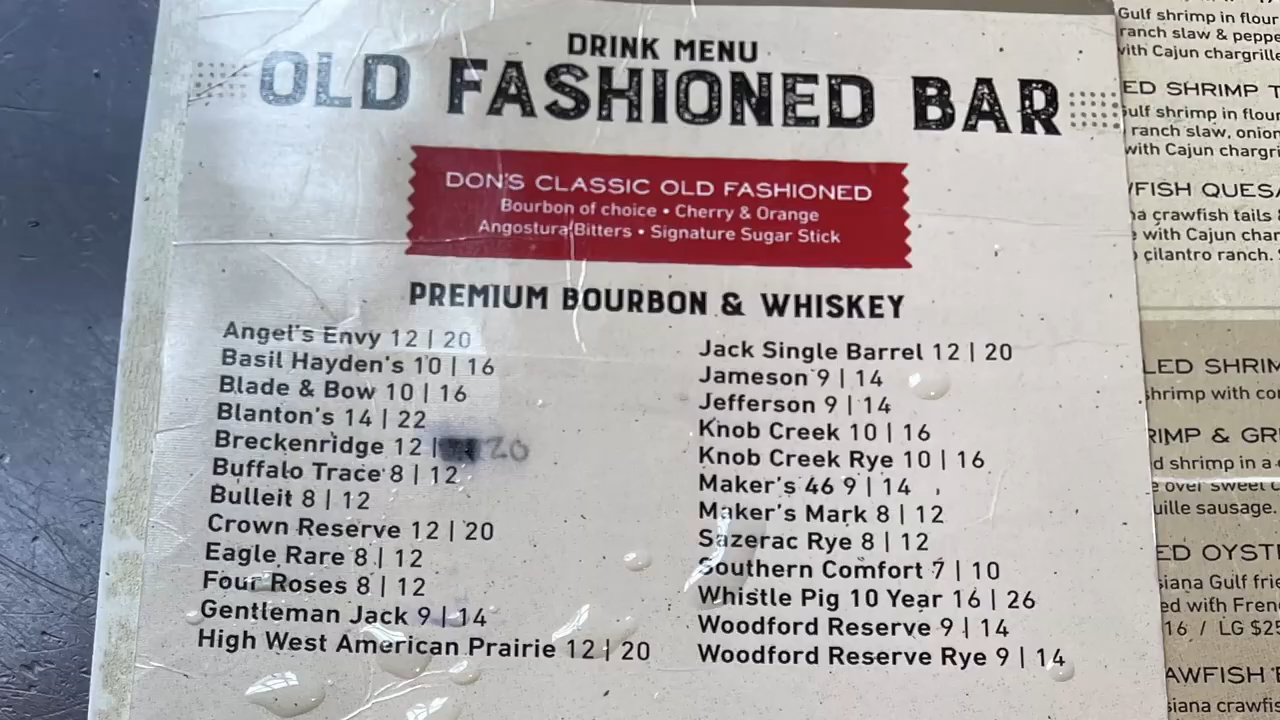 DRINK MENU
OLD FASHIONED BAR
DON'S CLASSIC OLD FASHIONED
Bourbon of choice • Cherry & Orange
Angostura Bitters • Signature Sugar Stick
PREMIUM BOURBON & WHISKEY
Angel's Envy 12 | 20
Basil Hayden's 10 | 16
Blade & Bow 10 | 16
Blanton's 14 | 22
Breckenridge 12 | 20
Buffalo Trace 8 | 12
Bulleit 8 | 12
Crown Reserve 12 | 20
Eagle Rare 8 | 12
Four Roses 8 | 12
Gentleman Jack 9 | 14
High West American Prairie 12 | 20
Jack Single Barrel 12 | 20
Jameson 9 | 14
Jefferson 9 | 14
Knob Creek 10 | 16
Knob Creek Rye 10 | 16
Maker's 46 9 | 14
Maker's Mark 8 | 12
Sazerac Rye 8 | 12
Southern Comfort 7 | 10
Whistle Pig 10 Year 16 | 26
Woodford Reserve 9 | 14
Woodford Reserve Rye 9 | 14
Gulf shrimp in flour
ranch slaw & peppe
with Cajun chargrille
ED SHRIMP T
ulf shrimp in flour
ranch slaw, onion
with Cajun chargri
FISH QUESA
a crawfish tails
with Cajun char
cilantro ranch.
LED SHRIM
shrimp with co
RIMP & GR
d shrimp in a
e over sweet c
uille sausage.
ED OYST
siana Gulf frie
ed with Fren
16 / LG $25
AWFISH E
siana crawfis